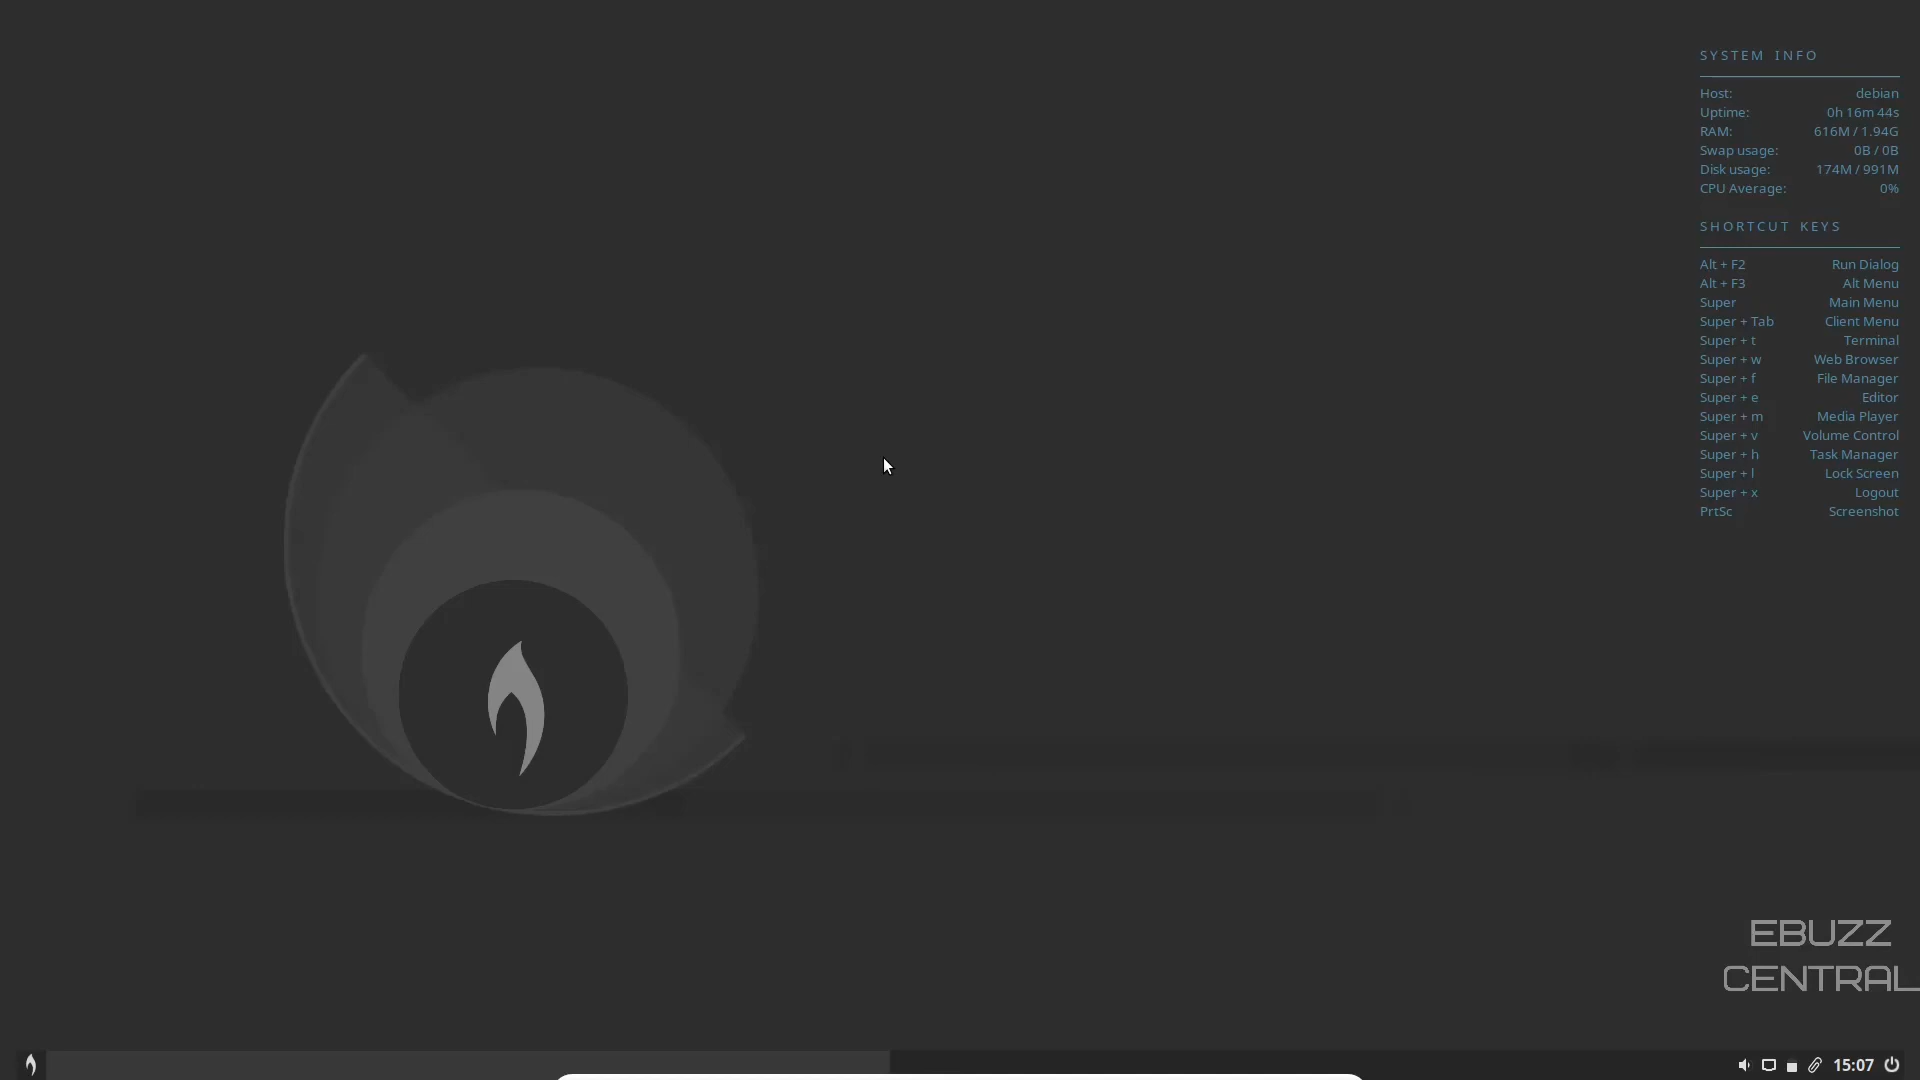 SYSTEM INFO
Host: debian
Uptime: 0h 16m 44s
RAM: 616M / 1.94G
Swap usage: 0B / 0B
Disk usage: 174M / 991M
CPU Average: 0%
SHORTCUT KEYS
Alt + F2 Run Dialog
Alt + F3 Alt Menu
Super Main Menu
Super + Tab Client Menu
Super + t Terminal
Super + w Web Browser
Super + f File Manager
Super + e Editor
Super + m Media Player
Super + v Volume Control
Super + h Task Manager
Super + l Lock Screen
Super + x Logout
PrtSc Screenshot
EBUZZ
CENTRAL
15:07